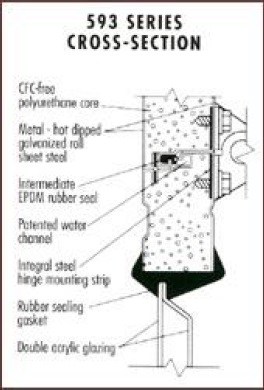 593 SERIES
CROSS-SECTION
CFC-free
polyurethane core
Metal - hot dipped
galvanized roll
sheet steel
Intermediate
EPDM rubber seal
Patented water
channel
Integral steel
hinge mounting strip
Rubber sealing
gasket
Double acrylic glazing